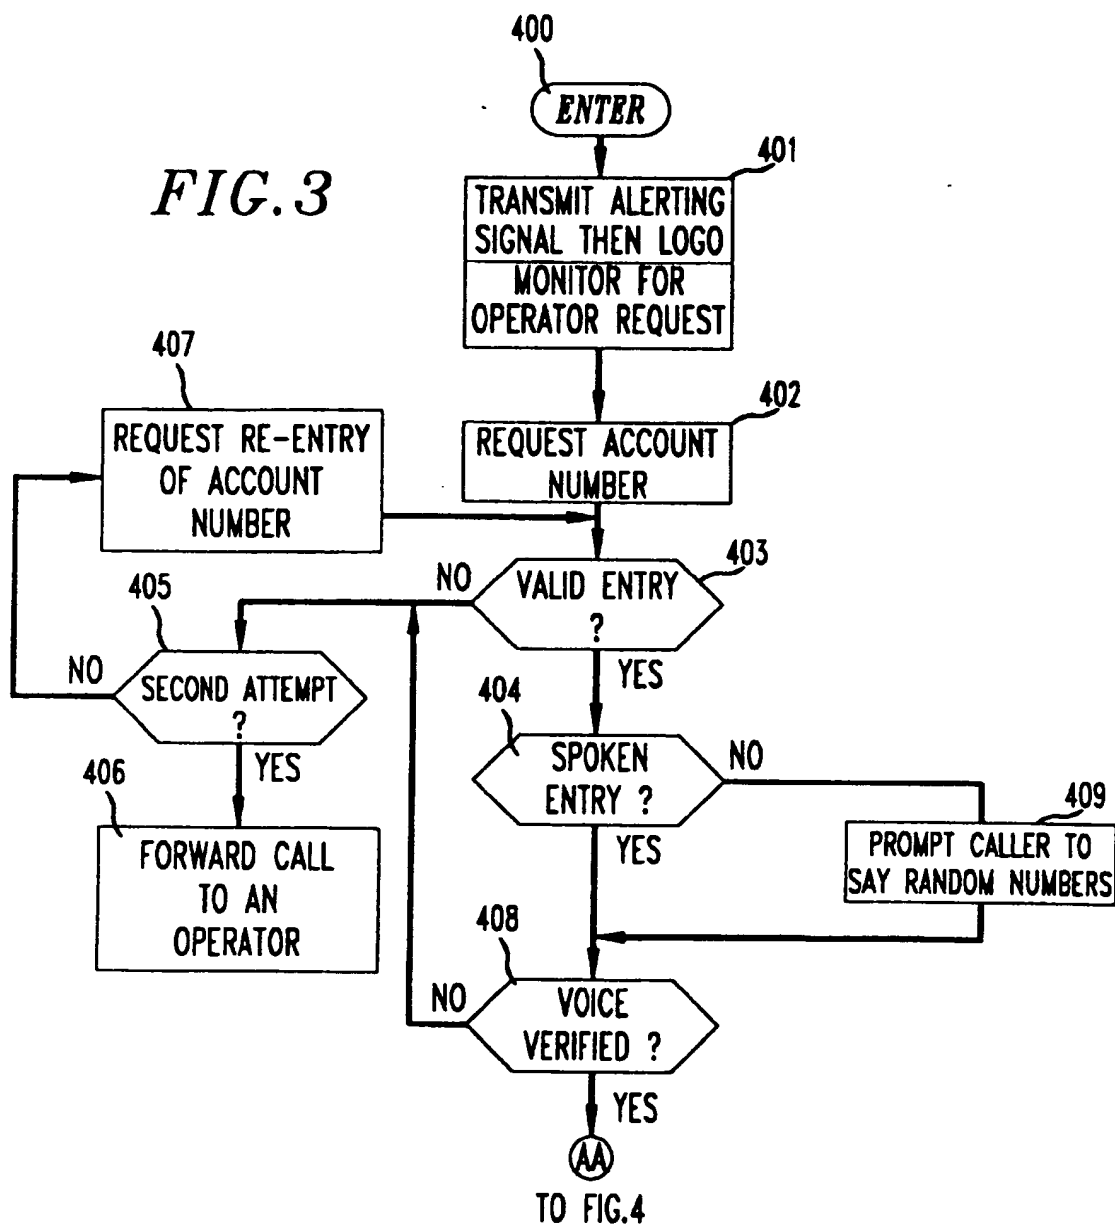 400
ENTER
FIG. 3
401
TRANSMIT ALERTING
SIGNAL THEN LOGO
MONITOR FOR
OPERATOR REQUEST
407
REQUEST RE-ENTRY
OF ACCOUNT
NUMBER
402
REQUEST ACCOUNT
NUMBER
403
VALID ENTRY
?
NO
YES
405
SECOND ATTEMPT
?
NO
YES
404
SPOKEN
ENTRY ?
NO
YES
406
FORWARD CALL
TO AN
OPERATOR
409
PROMPT CALLER TO
SAY RANDOM NUMBERS
408
VOICE
VERIFIED ?
NO
YES
AA
TO FIG.4